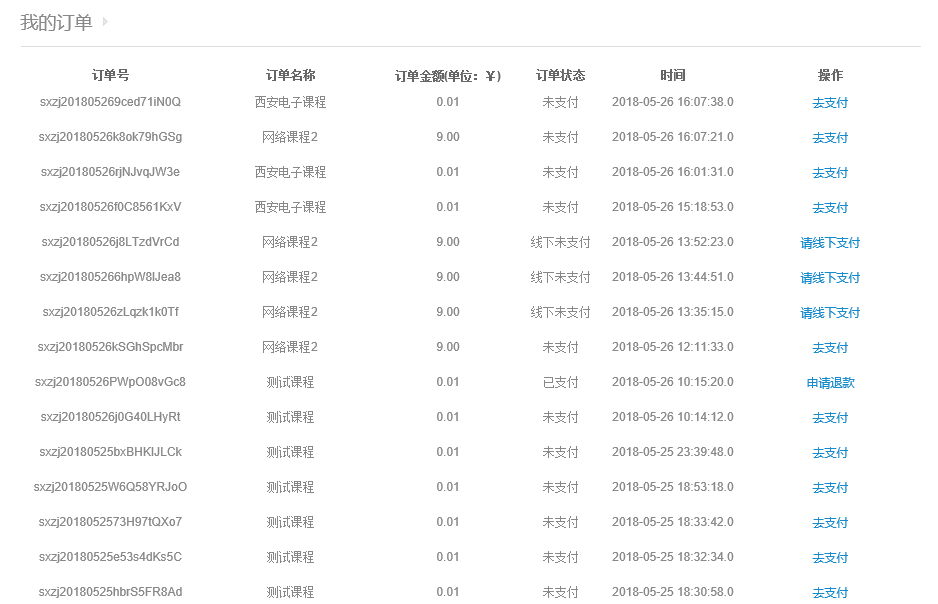 我的订单
订单号 订单名称 订单金额(单位：￥) 订单状态 时间 操作
sxzj201805269ced71iN0Q 西安电子课程 0.01 未支付 2018-05-26 16:07:38.0 去支付
sxzj20180526k8ok79hGSg 网络课程2 9.00 未支付 2018-05-26 16:07:21.0 去支付
sxzj20180526rjNJvqJW3e 西安电子课程 0.01 未支付 2018-05-26 16:01:31.0 去支付
sxzj20180526f0C8561KxV 西安电子课程 0.01 未支付 2018-05-26 15:18:53.0 去支付
sxzj20180526j8LTzdVrCd 网络课程2 9.00 线下未支付 2018-05-26 13:52:23.0 请线下支付
sxzj201805266hpW8lJea8 网络课程2 9.00 线下未支付 2018-05-26 13:44:51.0 请线下支付
sxzj20180526zLqzk1k0Tf 网络课程2 9.00 线下未支付 2018-05-26 13:35:15.0 请线下支付
sxzj20180526kSGhSpcMbr 网络课程2 9.00 未支付 2018-05-26 12:11:33.0 去支付
sxzj20180526PWpO08vGc8 测试课程 0.01 已支付 2018-05-26 10:15:20.0 申请退款
sxzj20180526j0G40LHyRt 测试课程 0.01 未支付 2018-05-26 10:14:12.0 去支付
sxzj20180525bxBHKlJLCk 测试课程 0.01 未支付 2018-05-25 23:39:48.0 去支付
sxzj20180525W6Q58YRJoO 测试课程 0.01 未支付 2018-05-25 18:53:18.0 去支付
sxzj2018052573H97tQXo7 测试课程 0.01 未支付 2018-05-25 18:33:42.0 去支付
sxzj20180525e53s4dKs5C 测试课程 0.01 未支付 2018-05-25 18:32:34.0 去支付
sxzj20180525hbrS5FR8Ad 测试课程 0.01 未支付 2018-05-25 18:30:58.0 去支付